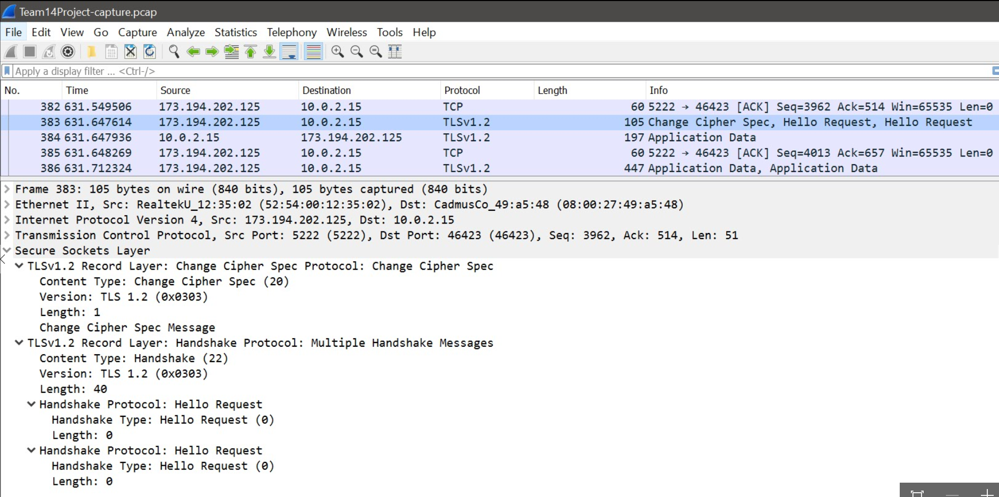 Team14Project-capture.pcap
File Edit View Go Capture Analyze Statistics Telephony Wireless Tools Help
Apply a display filter ... <Ctrl-/>
No. Time Source Destination Protocol Length Info
382 631.549506 173.194.202.125 10.0.2.15 TCP 60 5222 → 46423 [ACK] Seq=3962 Ack=514 Win=65535 Len=0
383 631.647614 173.194.202.125 10.0.2.15 TLSv1.2 105 Change Cipher Spec, Hello Request, Hello Request
384 631.647936 10.0.2.15 173.194.202.125 TLSv1.2 197 Application Data
385 631.648269 173.194.202.125 10.0.2.15 TCP 60 5222 → 46423 [ACK] Seq=4013 Ack=657 Win=65535 Len=0
386 631.712324 173.194.202.125 10.0.2.15 TLSv1.2 447 Application Data, Application Data
Frame 383: 105 bytes on wire (840 bits), 105 bytes captured (840 bits)
Ethernet II, Src: RealtekU_12:35:02 (52:54:00:12:35:02), Dst: CadmusCo_49:a5:48 (08:00:27:49:a5:48)
Internet Protocol Version 4, Src: 173.194.202.125, Dst: 10.0.2.15
Transmission Control Protocol, Src Port: 5222 (5222), Dst Port: 46423 (46423), Seq: 3962, Ack: 514, Len: 51
Secure Sockets Layer
TLSv1.2 Record Layer: Change Cipher Spec Protocol: Change Cipher Spec
Content Type: Change Cipher Spec (20)
Version: TLS 1.2 (0x0303)
Length: 1
Change Cipher Spec Message
TLSv1.2 Record Layer: Handshake Protocol: Multiple Handshake Messages
Content Type: Handshake (22)
Version: TLS 1.2 (0x0303)
Length: 40
Handshake Protocol: Hello Request
Handshake Type: Hello Request (0)
Length: 0
Handshake Protocol: Hello Request
Handshake Type: Hello Request (0)
Length: 0